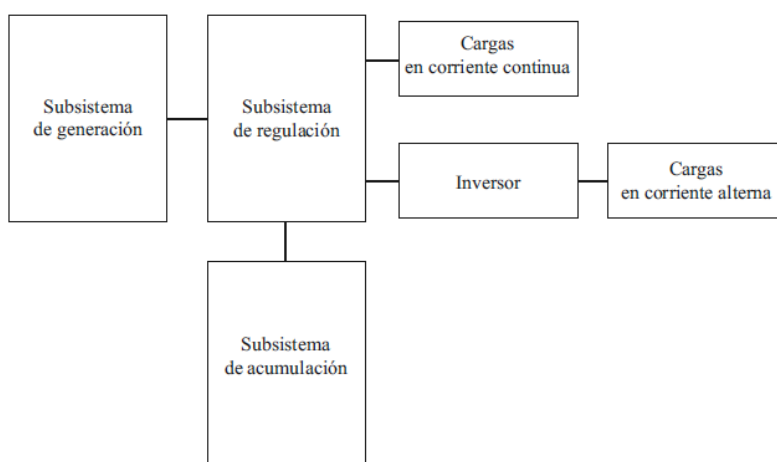 Cargas
en corriente continua
Subsistema
de generación
Subsistema
de regulación
Inversor
Cargas
en corriente alterna
Subsistema
de acumulación